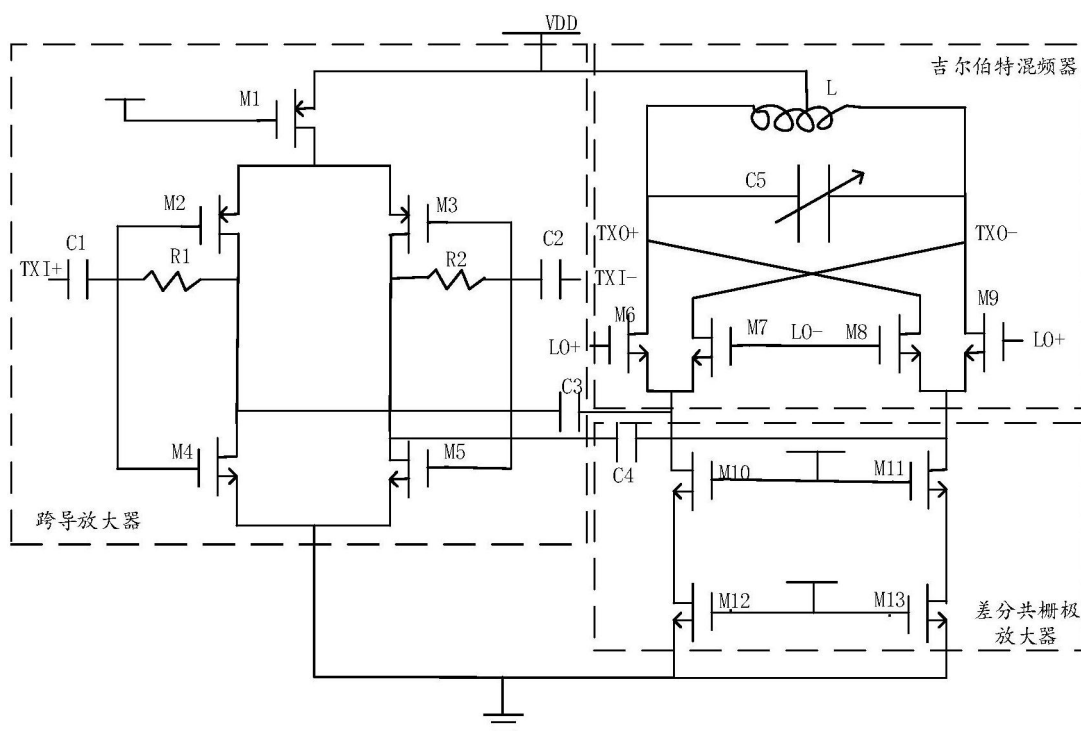 VDD
吉尔伯特混频器
M1
L
M2
M3
C5
C1
C2
R1
R2
TXO+
TXO-
TXI+
TXI-
M6
M7
LO-
M8
M9
LO+
LO+
C3
M4
M5
C4
M10
M11
跨导放大器
M12
M13
差分共栅极
放大器